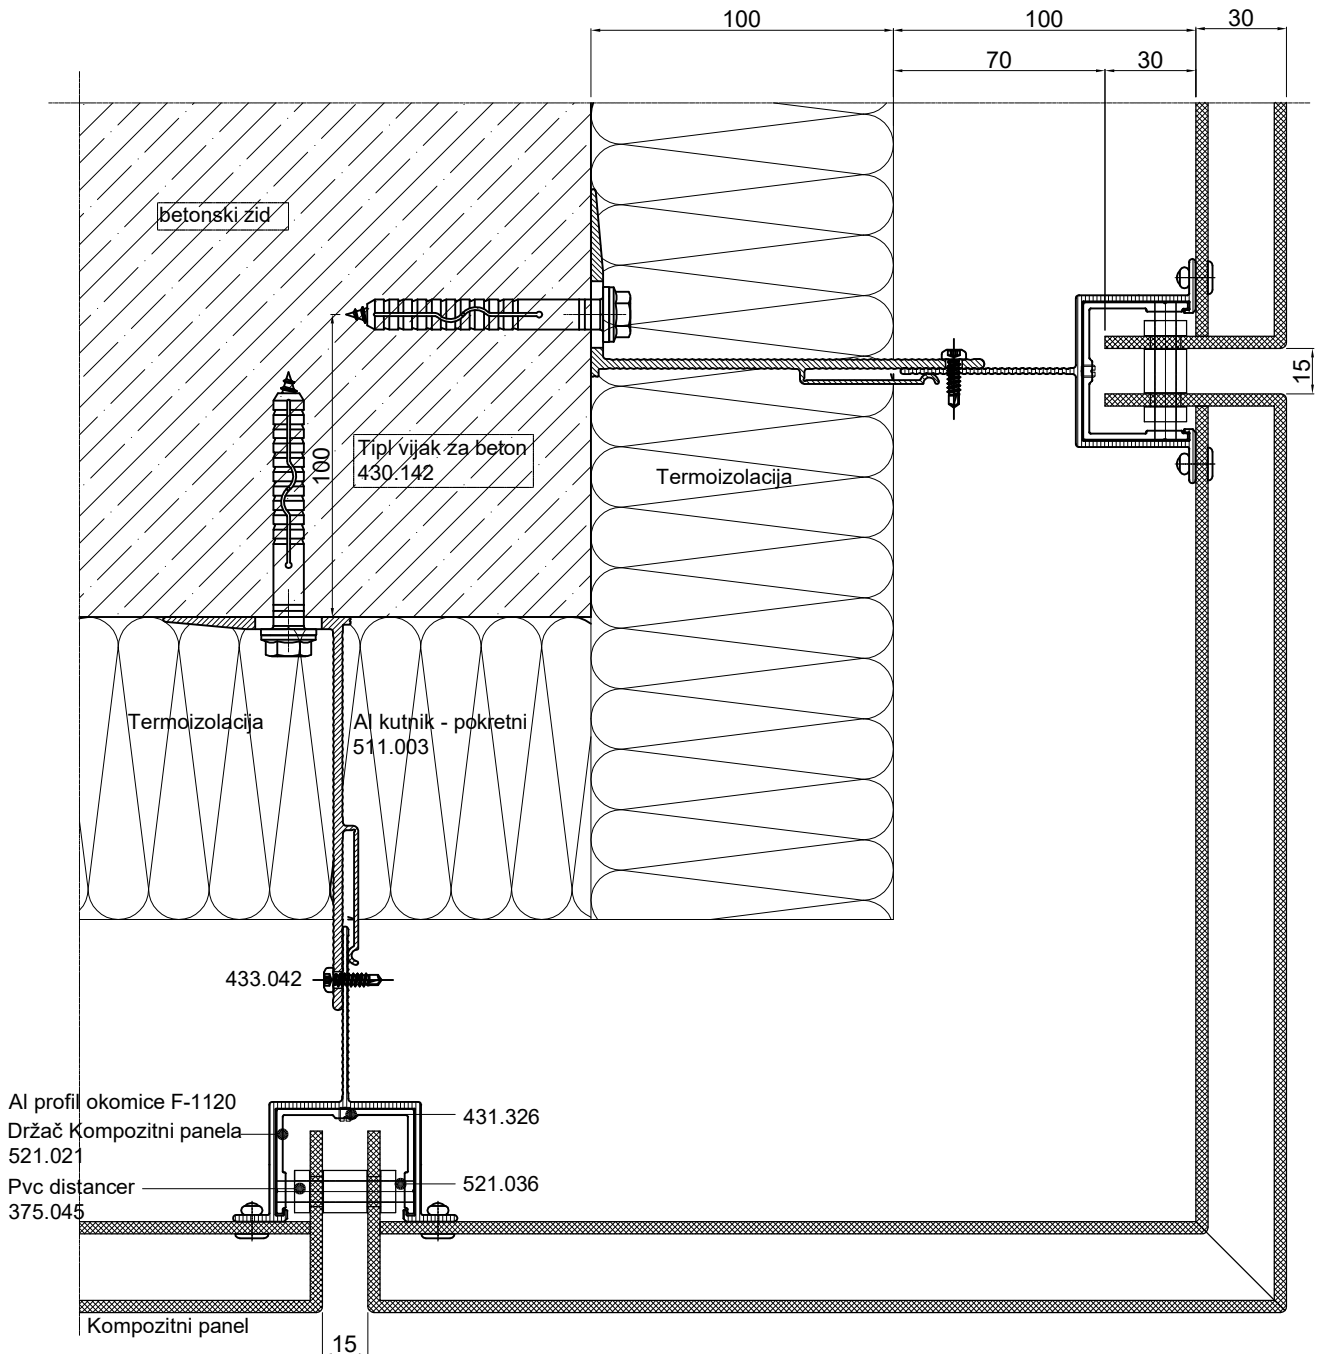 100
100
30
70
30
betonski zid
15
Tipl vijak za beton
430.142
100
Termoizolacija
Termoizolacija
Al kutnik - pokretni
511.003
433.042
Al profil okomice F-1120
Držač Kompozitni panela
521.021
Pvc distancer
375.045
431.326
521.036
Kompozitni panel
15